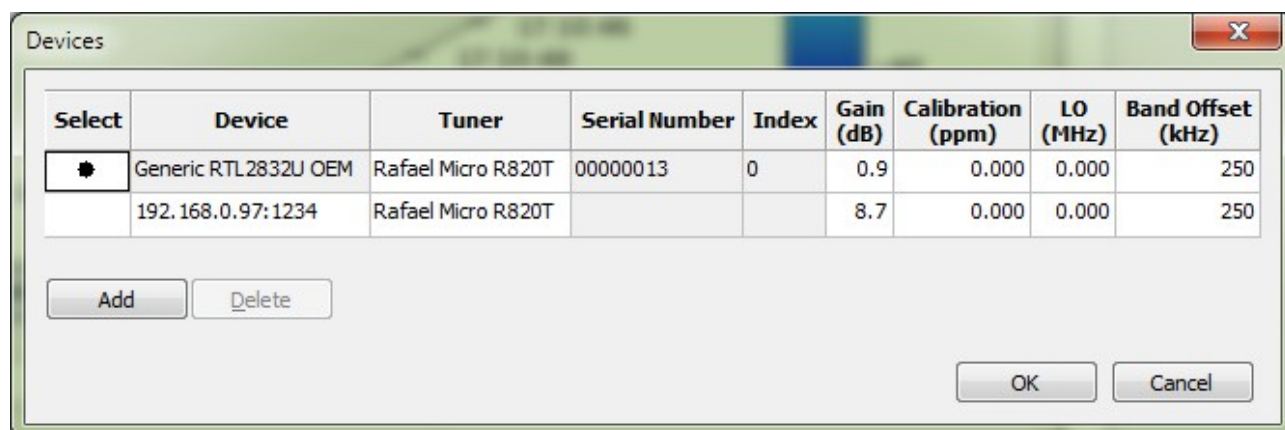 Devices
Select Device Tuner Serial Number Index Gain (dB) Calibration (ppm) LO (MHz) Band Offset (kHz)
Generic RTL2832U OEM Rafael Micro R820T 00000013 0 0.9 0.000 0.000 250
192.168.0.97:1234 Rafael Micro R820T 8.7 0.000 0.000 250
Add Delete
OK Cancel